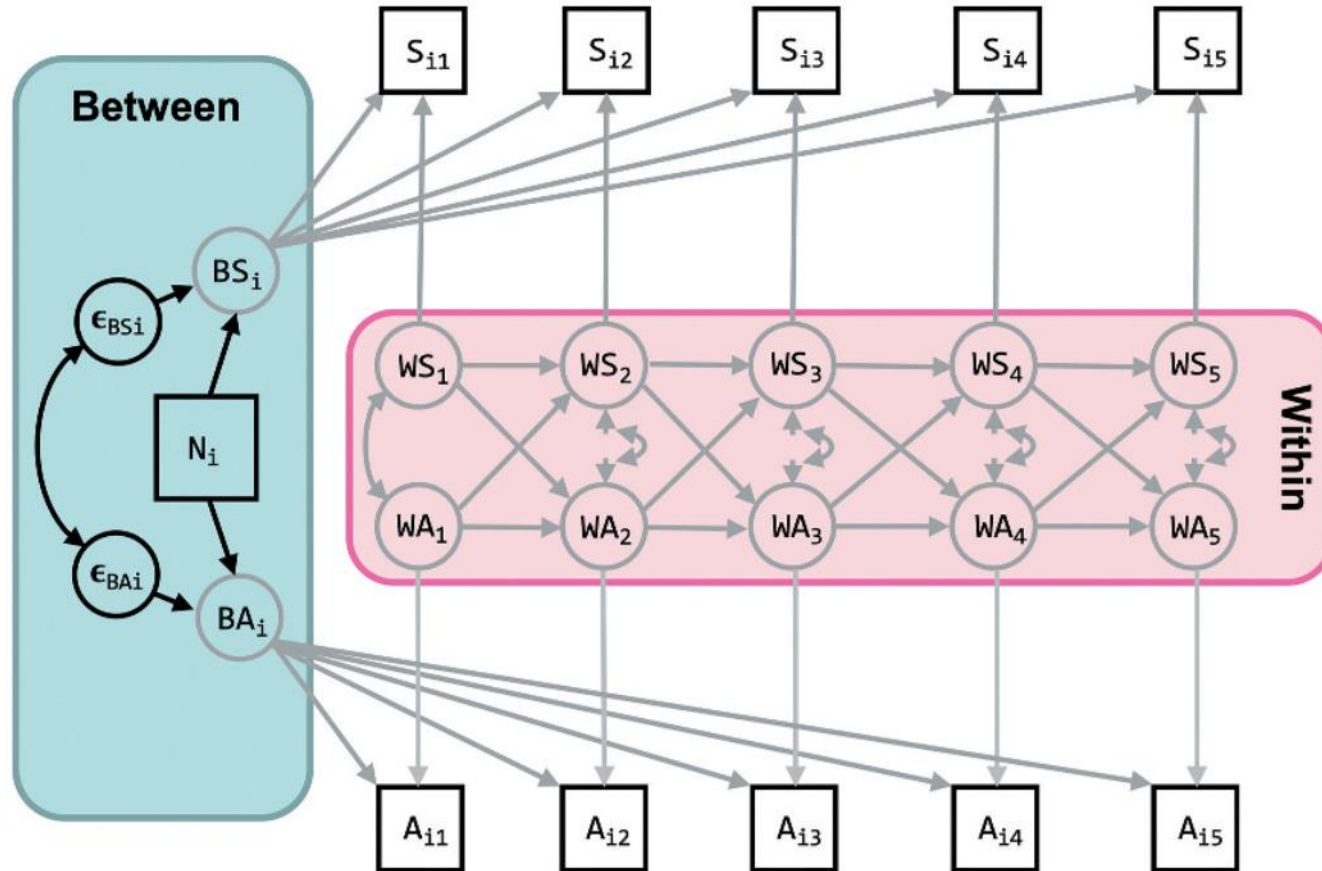 S_i1 S_i2 S_i3 S_i4 S_i5
Between
BS_i
ϵ_BSi
WS_1 WS_2 WS_3 WS_4 WS_5
Within
N_i
WA_1 WA_2 WA_3 WA_4 WA_5
ϵ_BAi
BA_i
A_i1 A_i2 A_i3 A_i4 A_i5